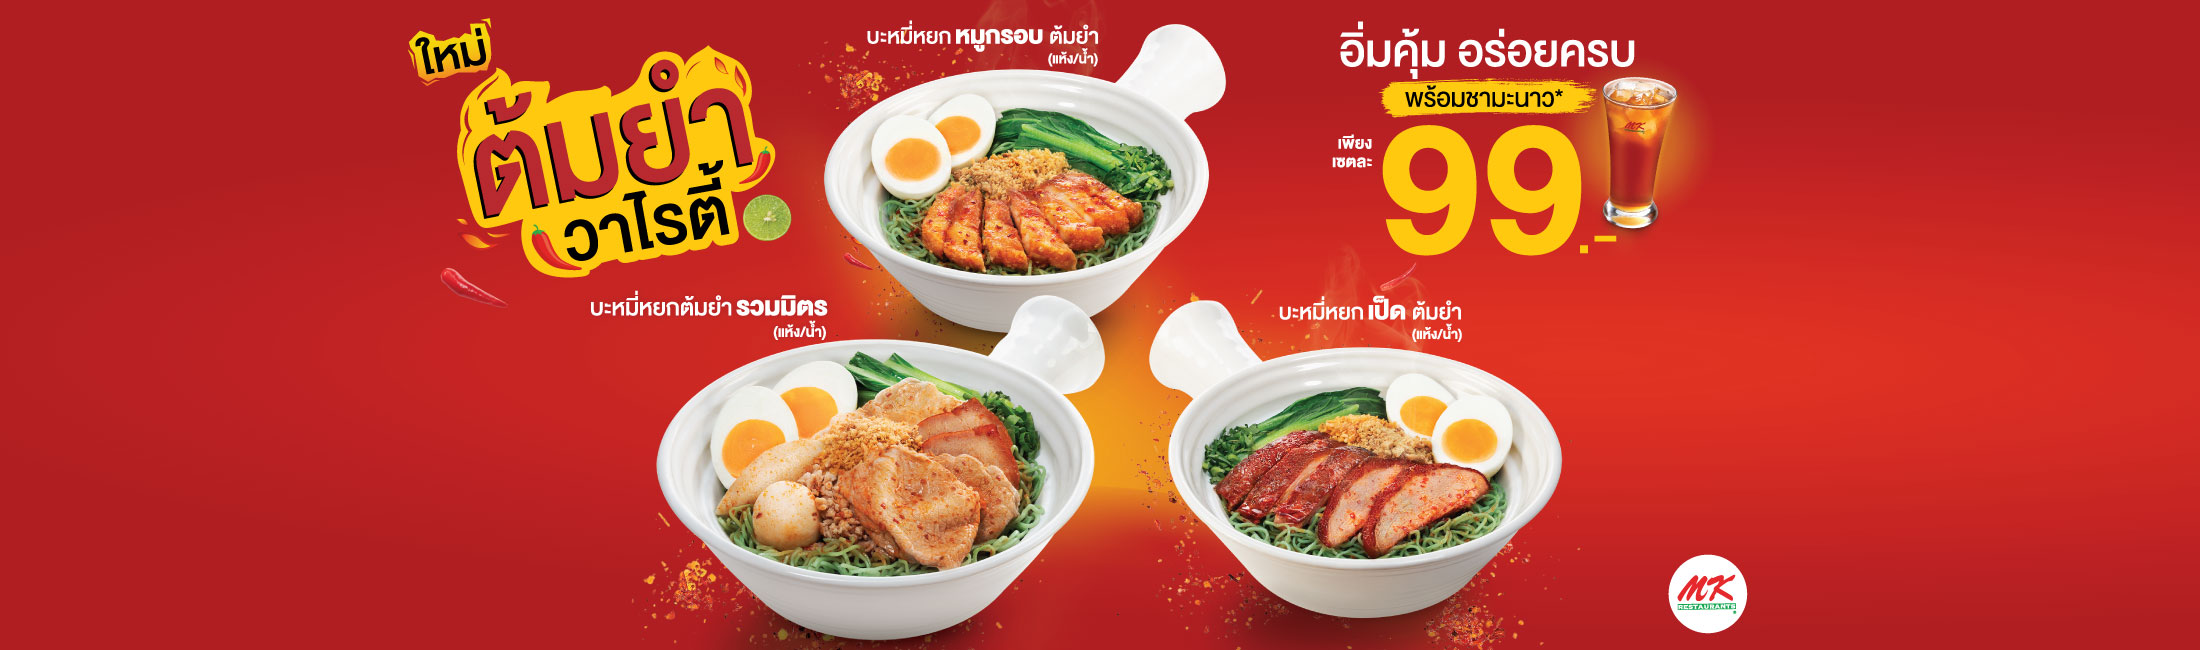 ใหม่
ต้มยำ
วาไรตี้
บะหมี่หยก หมูกรอบ ต้มยำ
(แห้ง/น้ำ)
อิ่มคุ้ม อร่อยครบ
พร้อมชามะนาว*
เพียง
เซตละ
99.-
MK
บะหมี่หยกต้มยำ รวมมิตร
(แห้ง/น้ำ)
บะหมี่หยก เป็ด ต้มยำ
(แห้ง/น้ำ)
MK
RESTAURANTS